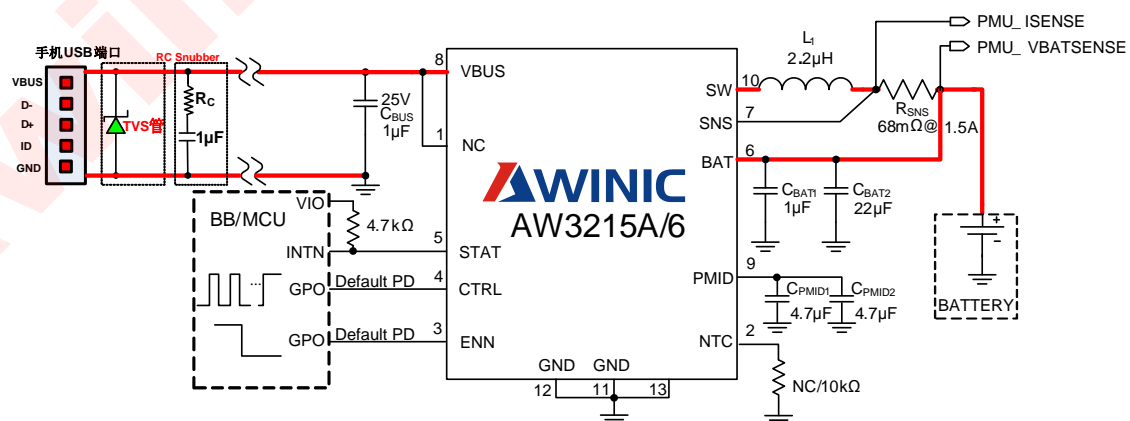 PMU_ ISENSE
PMU_ VBATSENSE
手机USB端口
RC Snubber
VBUS
D-
D+
ID
GND
TVS管
RC
1μF
25V
CBUS
1μF
8
VBUS
1
NC
AWINIC
AW3215A/6
L1
2.2μH
10
SW
7
SNS
RSNS
68mΩ@
1.5A
6
BAT
CBAT1
1μF
CBAT2
22μF
BB/MCU
VIO
4.7kΩ
INTN
5
STAT
GPO
Default PD
4
CTRL
GPO
Default PD
3
ENN
9
PMID
CPMID1
4.7μF
CPMID2
4.7μF
BATTERY
2
NTC
NC/10kΩ
GND
GND
12
11
13